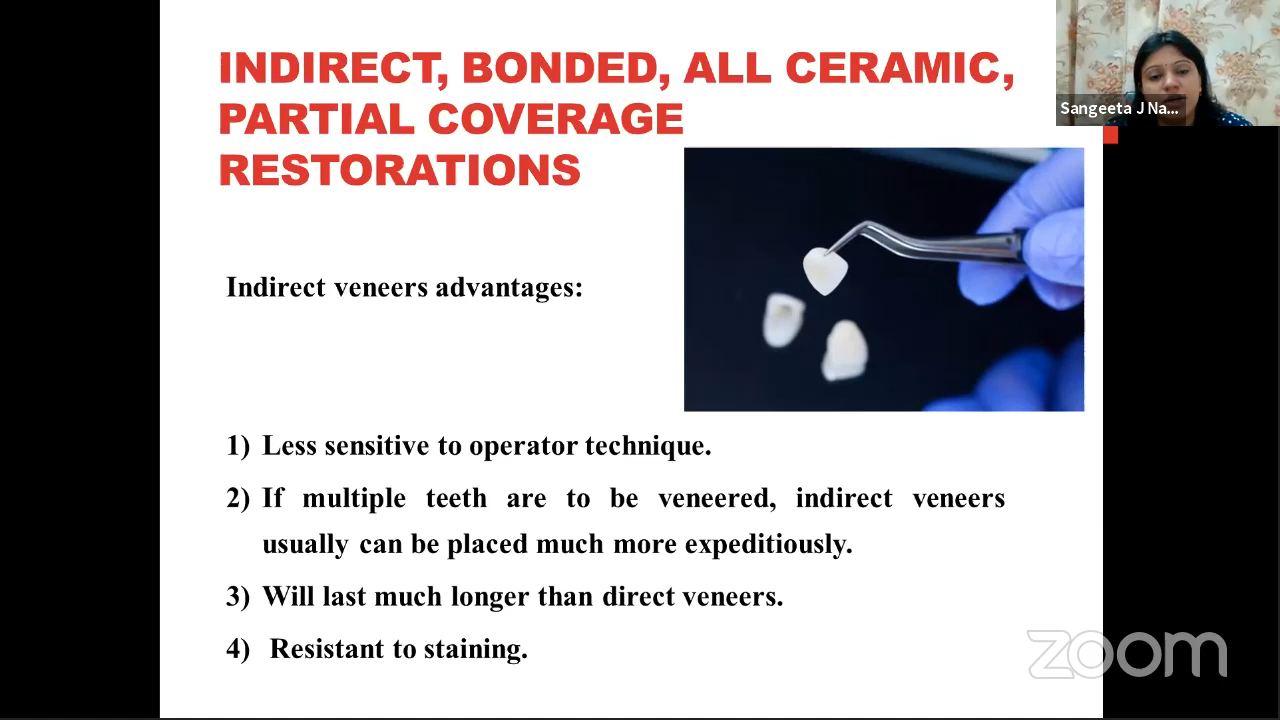 INDIRECT, BONDED, ALL CERAMIC,
PARTIAL COVERAGE
RESTORATIONS
Sangeeta J Na...
Indirect veneers advantages:
1) Less sensitive to operator technique.
2) If multiple teeth are to be veneered, indirect veneers
usually can be placed much more expeditiously.
3) Will last much longer than direct veneers.
4) Resistant to staining.
zoom